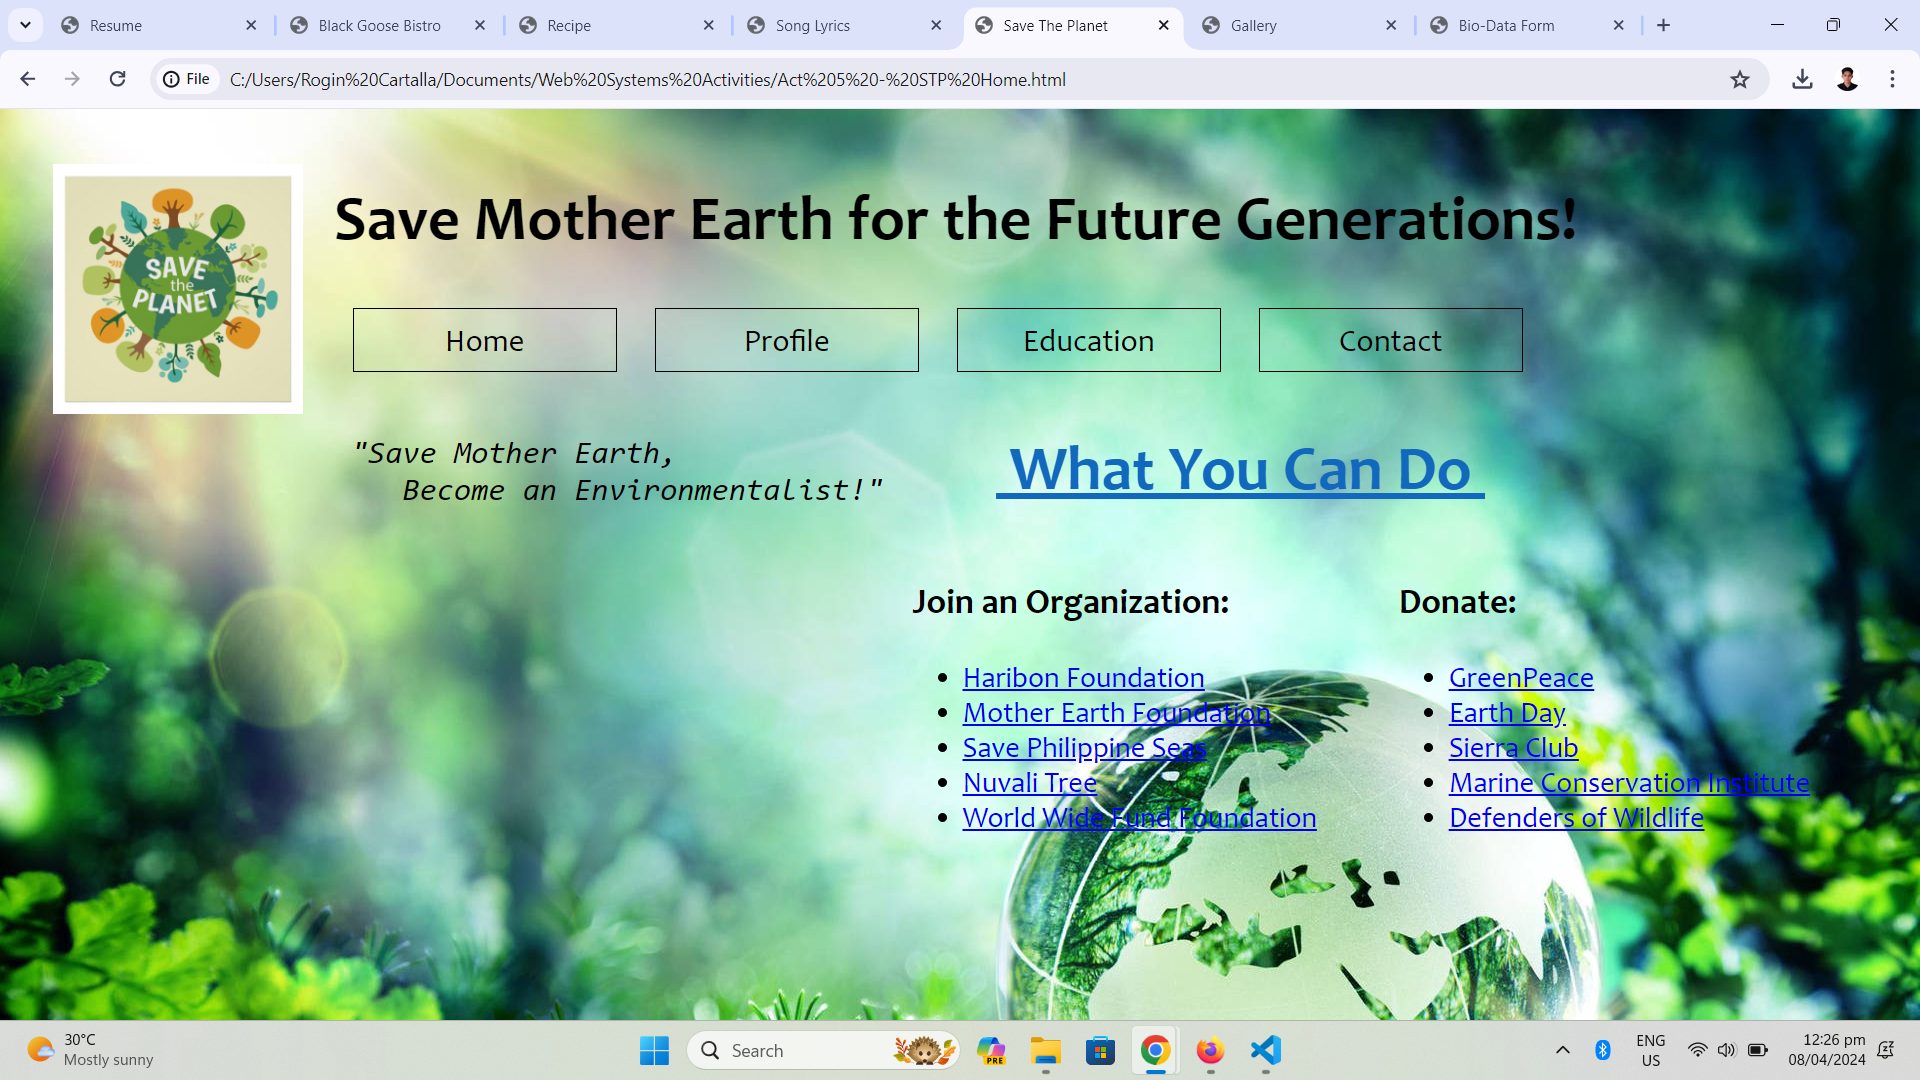 Resume
Black Goose Bistro
Recipe
Song Lyrics
Save The Planet
Gallery
Bio-Data Form
File
C:/Users/Rogin%20Cartalla/Documents/Web%20Systems%20Activities/Act%205%20-%20STP%20Home.html
SAVE
the
PLANET
Save Mother Earth for the Future Generations!
Home
Profile
Education
Contact
"Save Mother Earth,
Become an Environmentalist!"
What You Can Do
Join an Organization:
Haribon Foundation
Mother Earth Foundation
Save Philippine Seas
Nuvali Tree
World Wide Fund Foundation
Donate:
GreenPeace
Earth Day
Sierra Club
Marine Conservation Institute
Defenders of Wildlife
30°C
Mostly sunny
Search
PRE
ENG
US
12:26 pm
08/04/2024